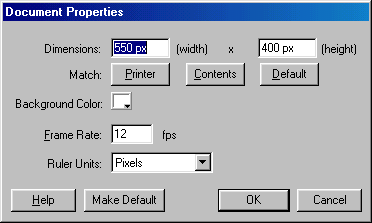 Document Properties
Dimensions: 550 px (width) x 400 px (height)
Match: Printer Contents Default
Background Color:
Frame Rate: 12 fps
Ruler Units: Pixels
Help Make Default OK Cancel